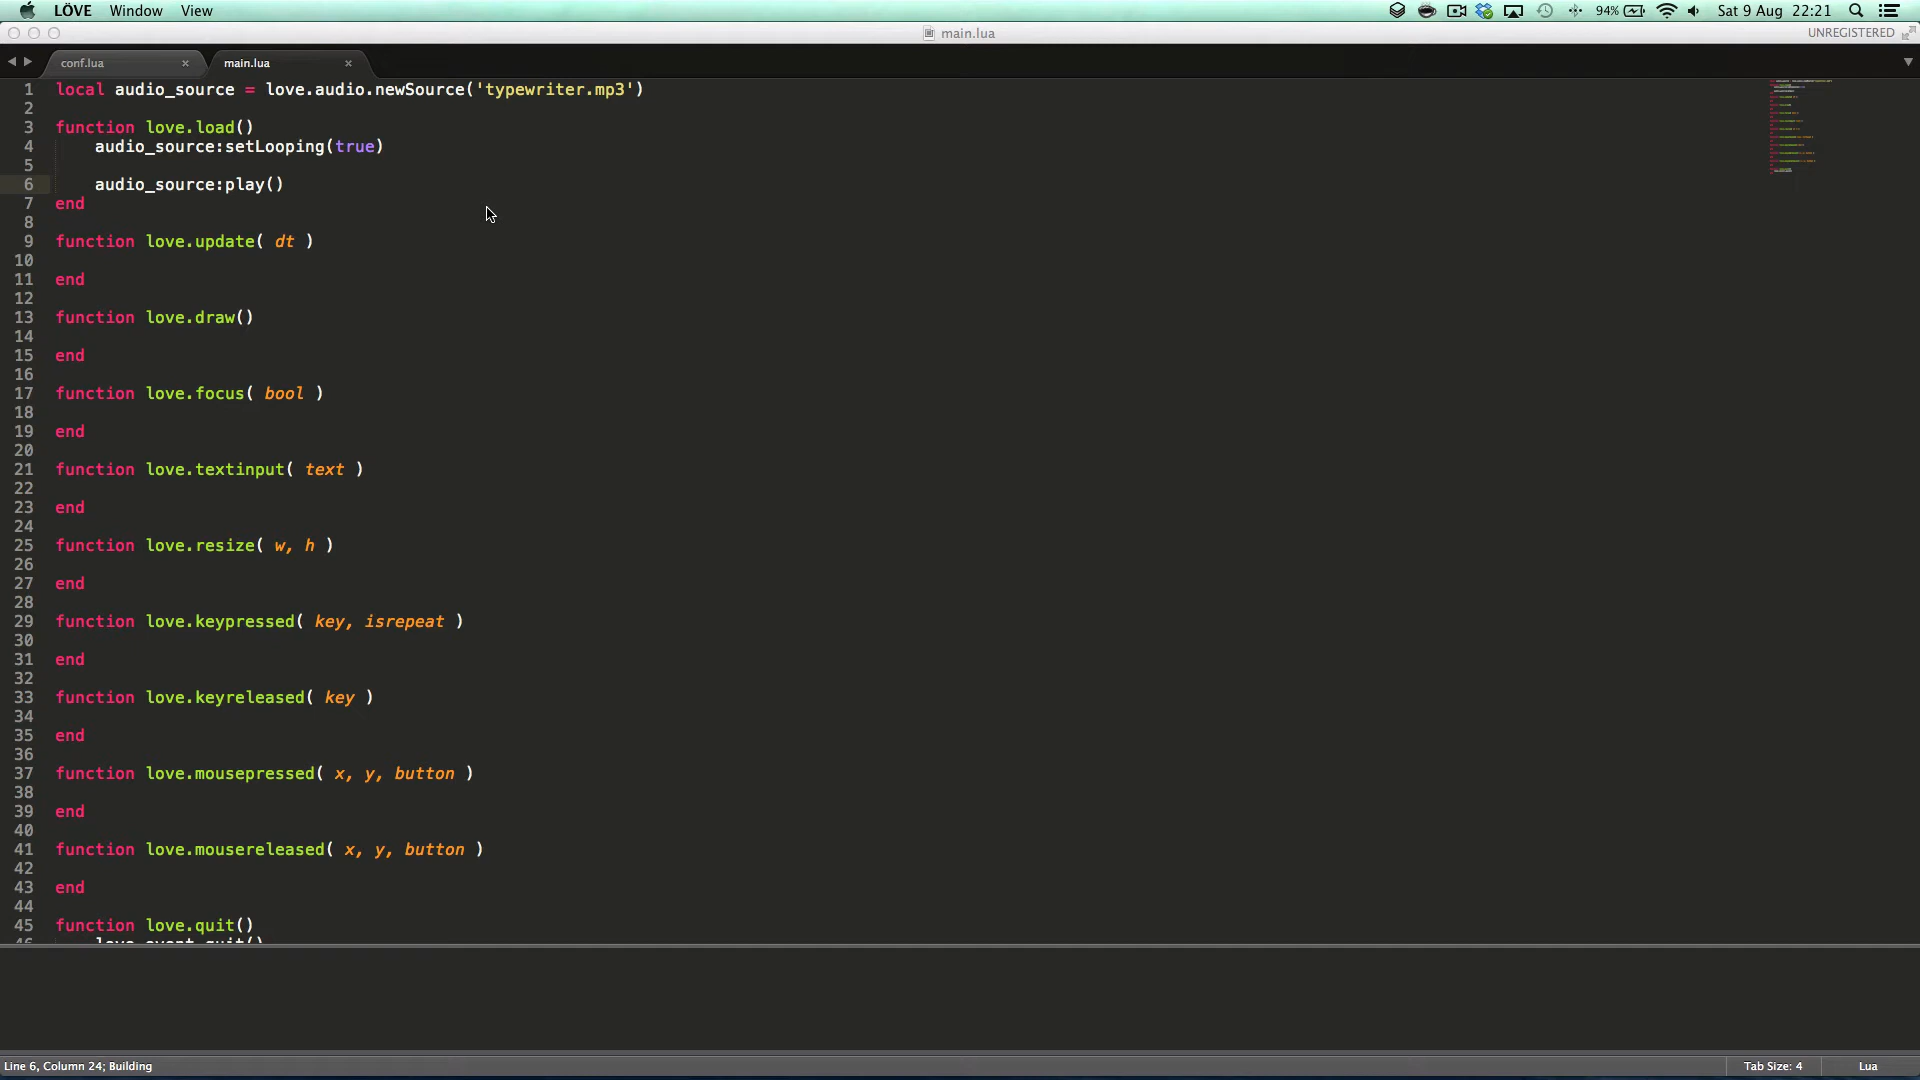 LÖVE Window View 94% Sat 9 Aug 22:21
main.lua UNREGISTERED
conf.lua × main.lua ×
1 local audio_source = love.audio.newSource('typewriter.mp3')
2
3 function love.load()
4 audio_source:setLooping(true)
5
6 audio_source:play()
7 end
8
9 function love.update( dt )
10
11 end
12
13 function love.draw()
14
15 end
16
17 function love.focus( bool )
18
19 end
20
21 function love.textinput( text )
22
23 end
24
25 function love.resize( w, h )
26
27 end
28
29 function love.keypressed( key, isrepeat )
30
31 end
32
33 function love.keyreleased( key )
34
35 end
36
37 function love.mousepressed( x, y, button )
38
39 end
40
41 function love.mousereleased( x, y, button )
42
43 end
44
45 function love.quit()
46 love.event.quit()
Line 6, Column 24; Building Tab Size: 4 Lua